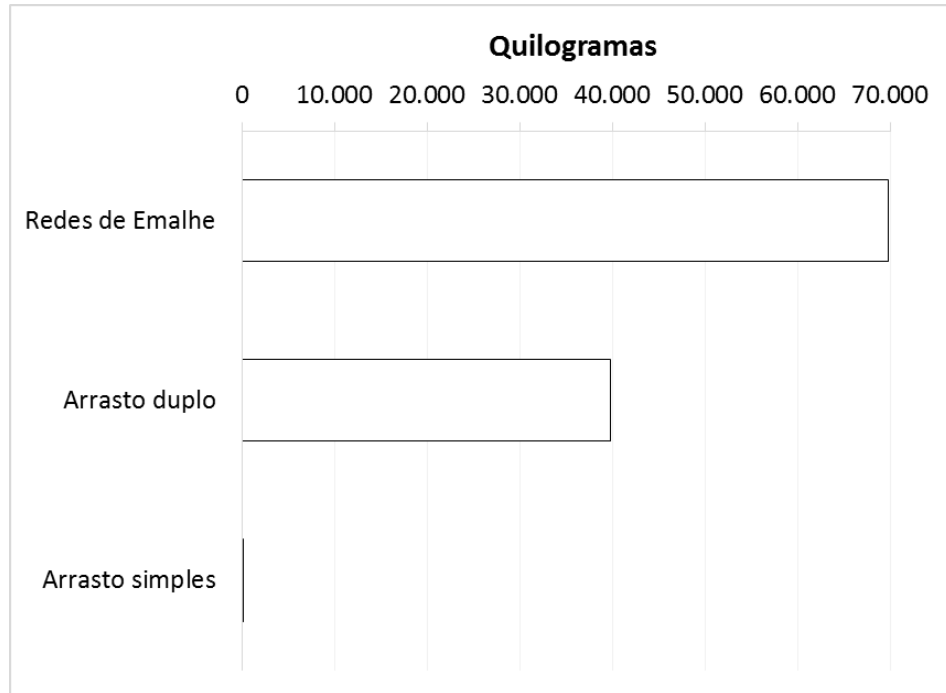 Quilogramas
0 10.000 20.000 30.000 40.000 50.000 60.000 70.000
Redes de Emalhe
Arrasto duplo
Arrasto simples